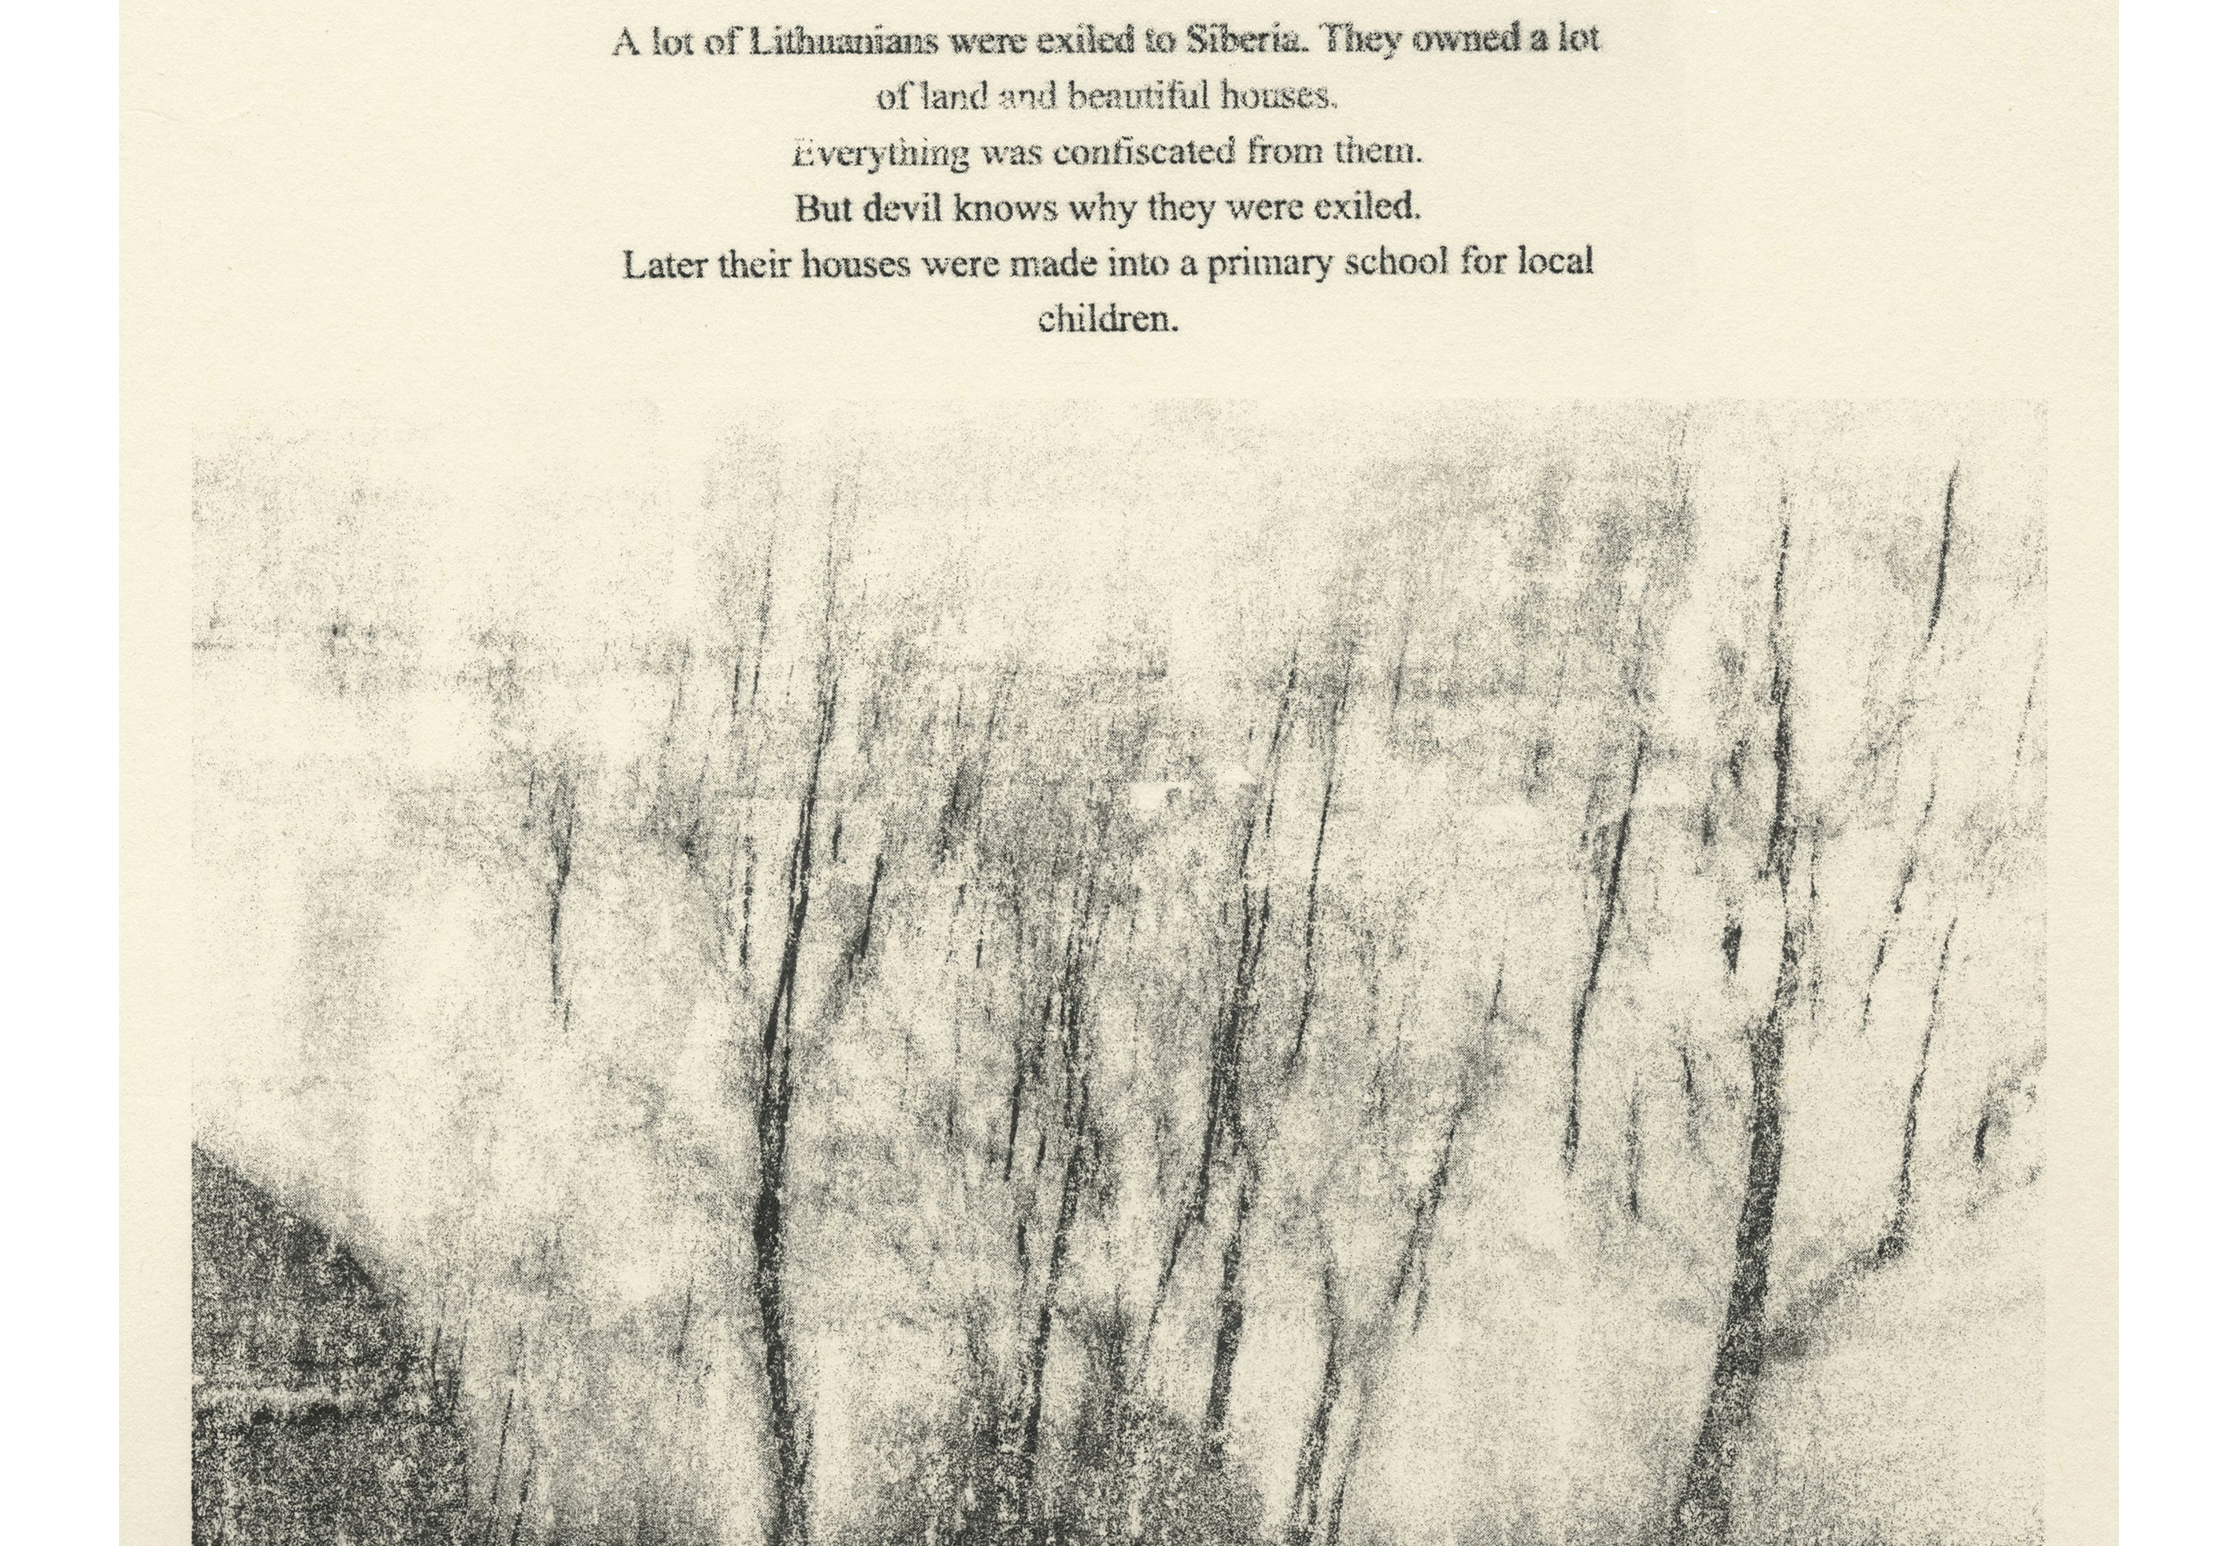 A lot of Lithuanians were exiled to Siberia. They owned a lot
of land and beautiful houses.
Everything was confiscated from them.
But devil knows why they were exiled.
Later their houses were made into a primary school for local
children.